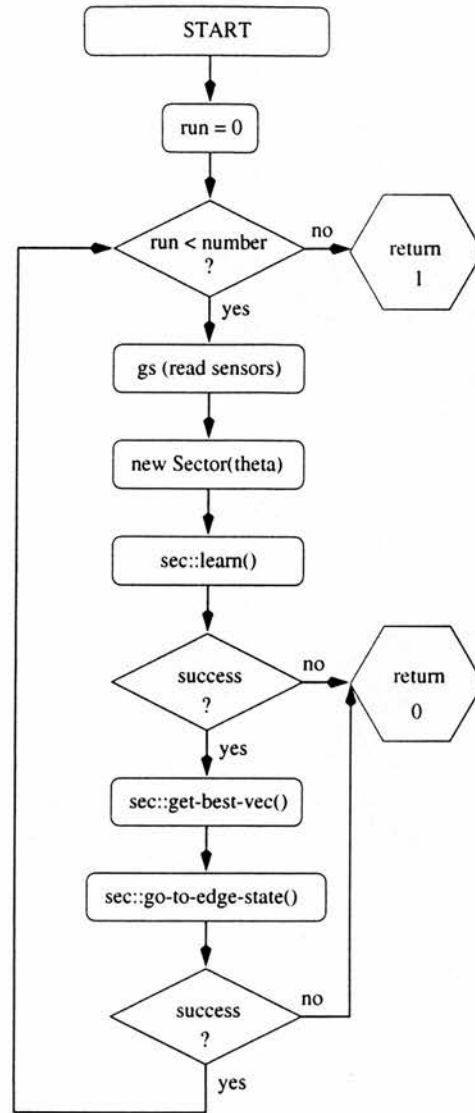 START
run = 0
run < number
?
no
return
1
yes
gs (read sensors)
new Sector(theta)
sec::learn()
success
?
no
return
0
yes
sec::get-best-vec()
sec::go-to-edge-state()
success
?
no
yes